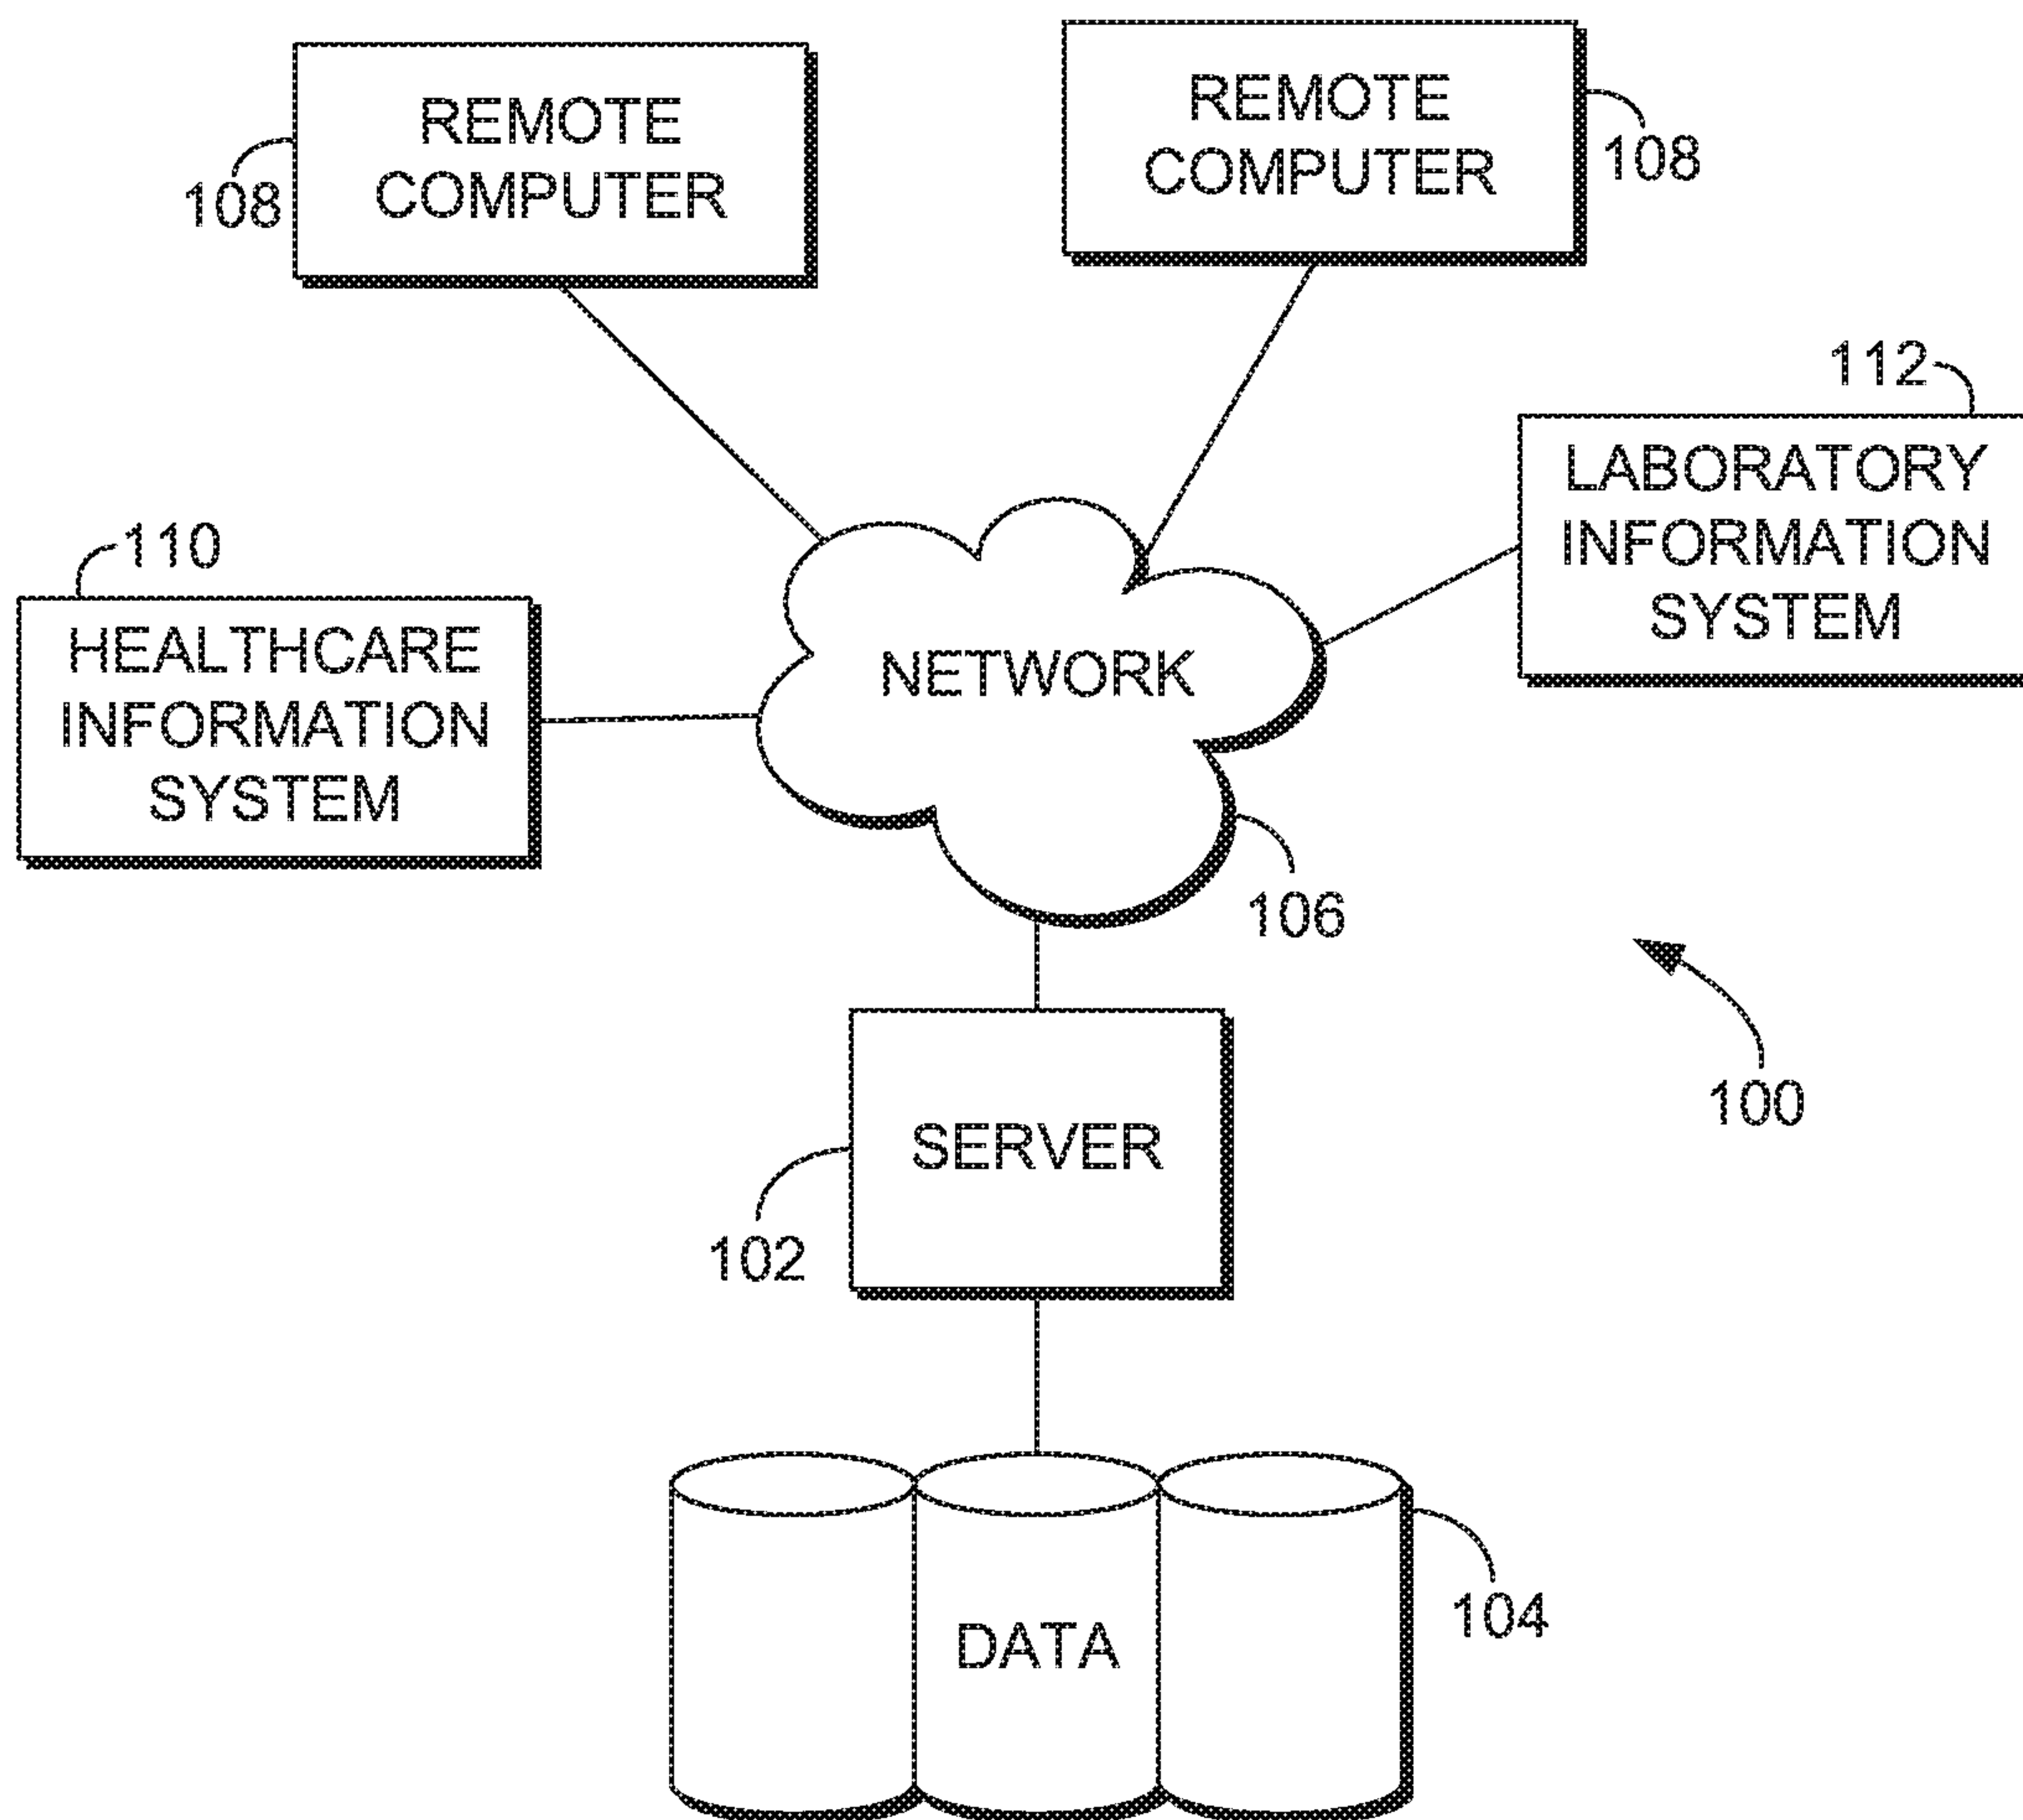 REMOTE
COMPUTER
108
REMOTE
COMPUTER
108
112
LABORATORY
INFORMATION
SYSTEM
110
HEALTHCARE
INFORMATION
SYSTEM
NETWORK
106
100
SERVER
102
DATA
104